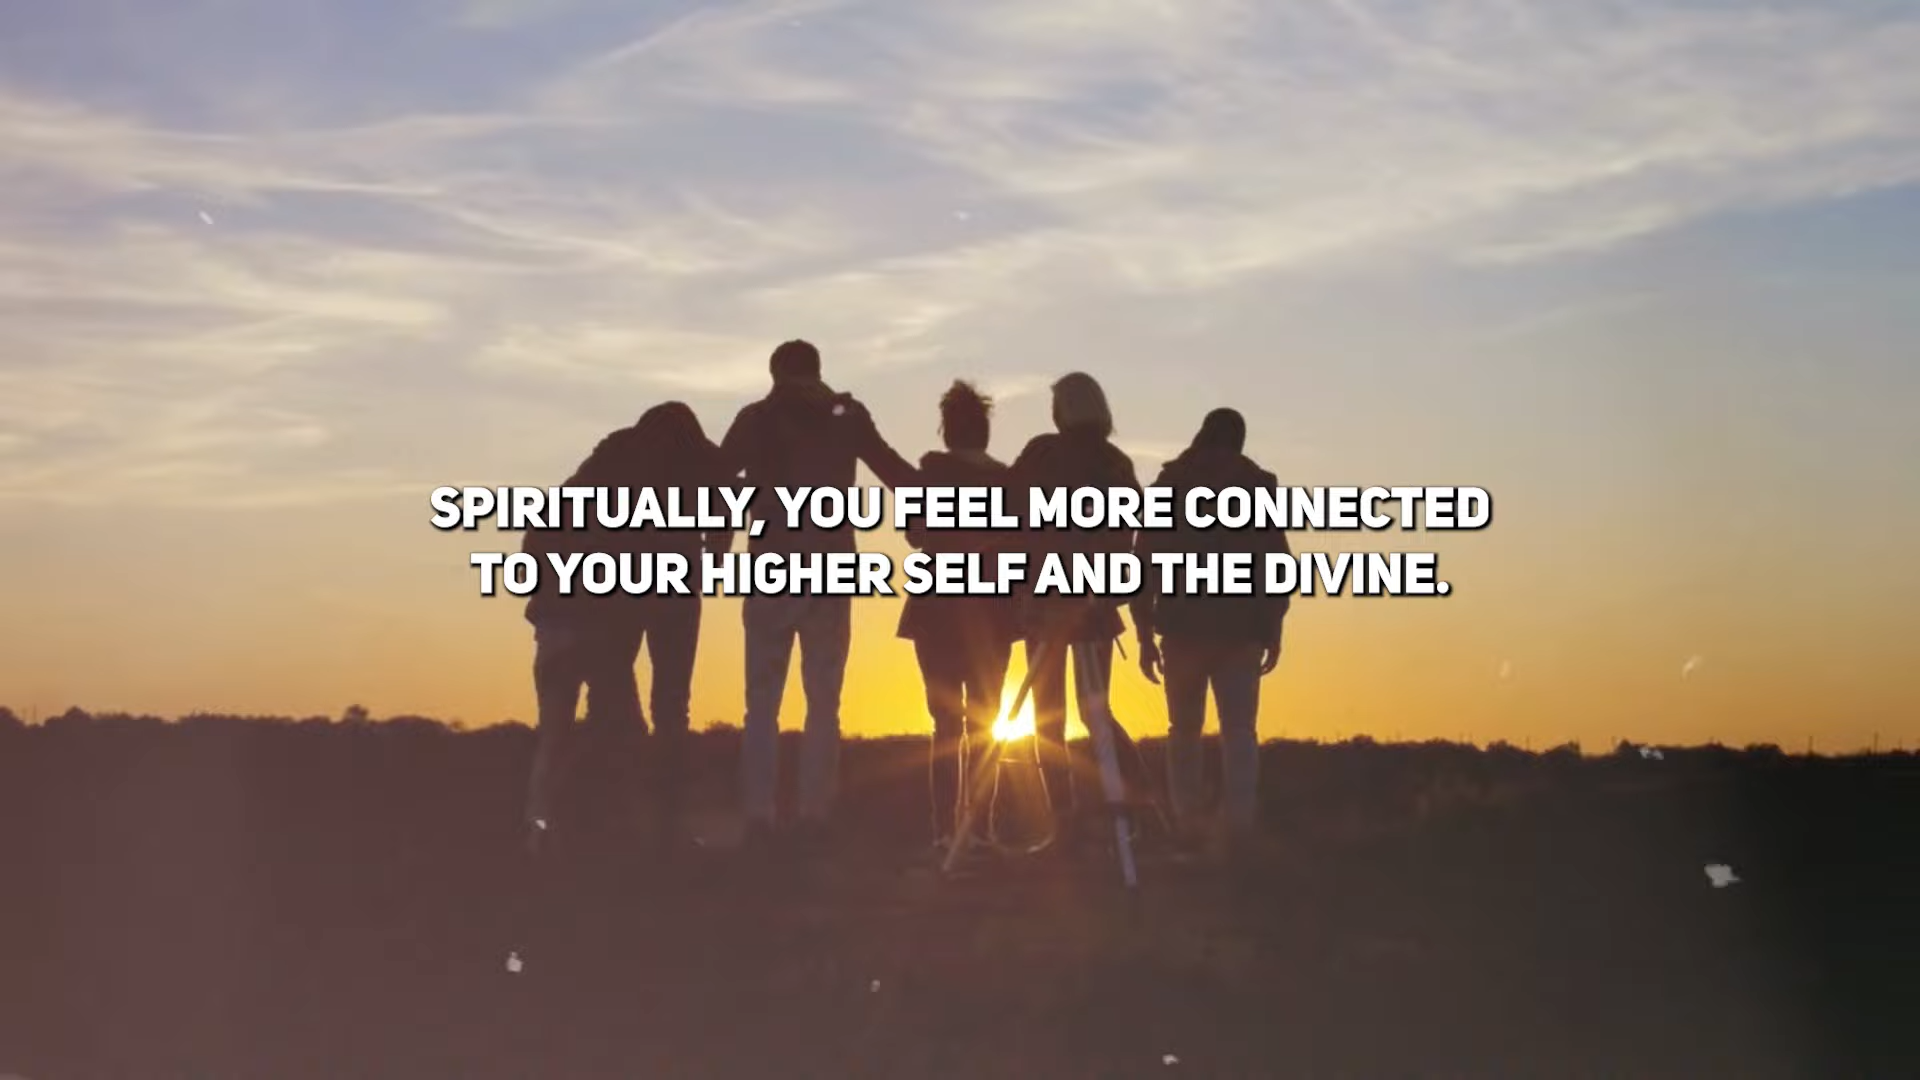 SPIRITUALLY, YOU FEEL MORE CONNECTED
TO YOUR HIGHER SELF AND THE DIVINE.